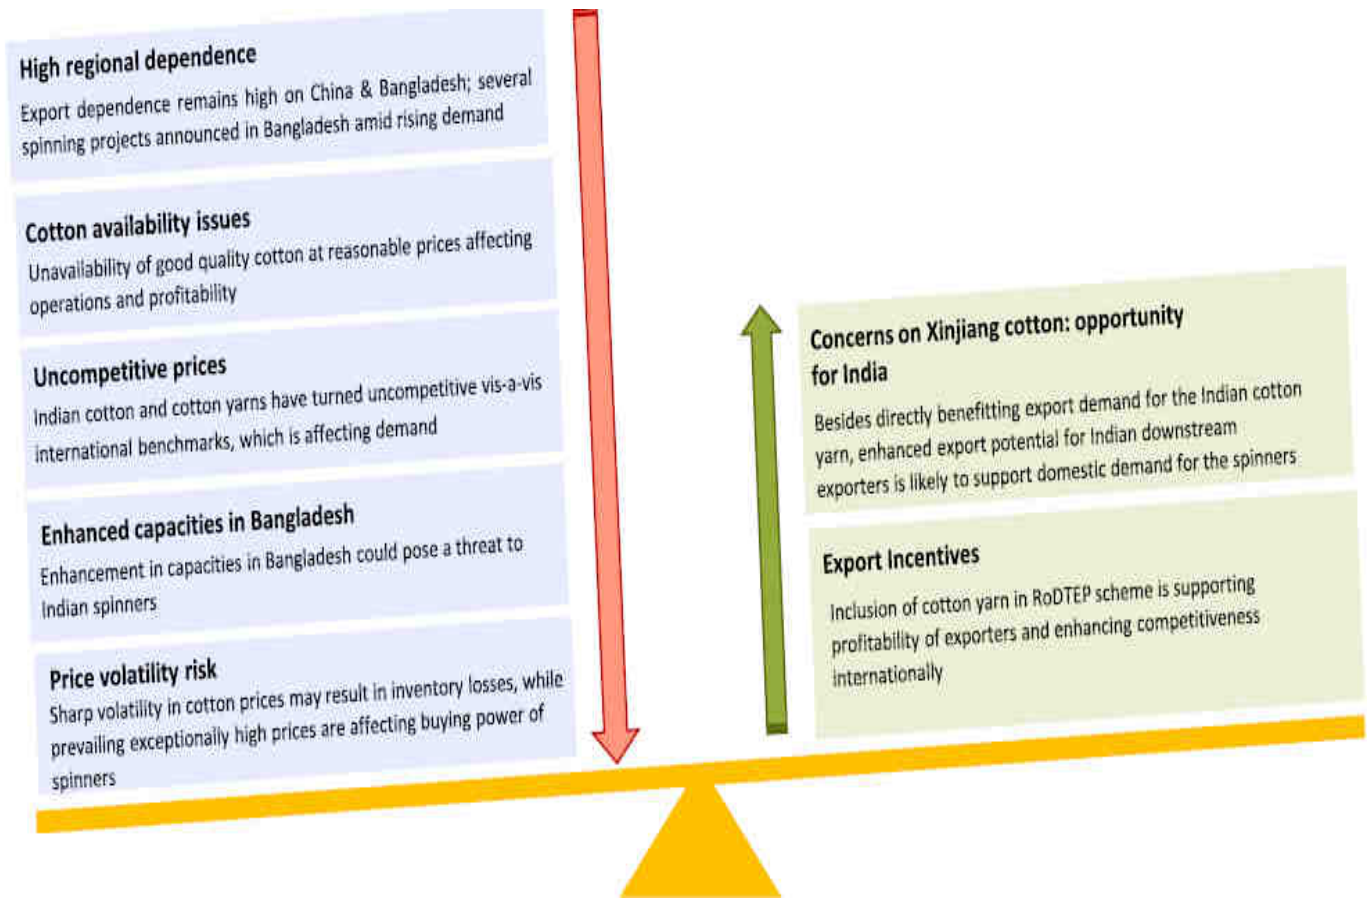 High regional dependence
Export dependence remains high on China & Bangladesh; several
spinning projects announced in Bangladesh amid rising demand
Cotton availability issues
Unavailability of good quality cotton at reasonable prices affecting
operations and profitability
Uncompetitive prices
Indian cotton and cotton yarns have turned uncompetitive vis-a-vis
international benchmarks, which is affecting demand
Enhanced capacities in Bangladesh
Enhancement in capacities in Bangladesh could pose a threat to
Indian spinners
Price volatility risk
Sharp volatility in cotton prices may result in inventory losses, while
prevailing exceptionally high prices are affecting buying power of
spinners
Concerns on Xinjiang cotton: opportunity
for India
Besides directly benefitting export demand for the Indian cotton
yarn, enhanced export potential for Indian downstream
exporters is likely to support domestic demand for the spinners
Export Incentives
Inclusion of cotton yarn in RoDTEP scheme is supporting
profitability of exporters and enhancing competitiveness
internationally